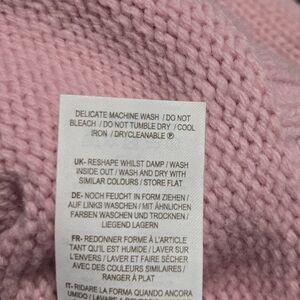 DELICATE MACHINE WASH / DO NOT
BLEACH / DO NOT TUMBLE DRY / COOL
IRON / DRYCLEANABLE Ⓟ
UK- RESHAPE WHILST DAMP / WASH
INSIDE OUT / WASH AND DRY WITH
SIMILAR COLOURS / STORE FLAT
DE- NOCH FEUCHT IN FORM ZIEHEN /
AUF LINKS WASCHEN / MIT ÄHNLICHEN
FARBEN WASCHEN UND TROCKNEN /
LIEGEND LAGERN
FR- REDONNER FORME À L'ARTICLE
TANT QU'IL EST HUMIDE / LAVER SUR
L'ENVERS / LAVER ET FAIRE SÉCHER
AVEC DES COULEURS SIMILAIRES /
RANGER À PLAT
IT- RIDARE LA FORMA QUANDO ANCORA
UMIDO / LAVARE